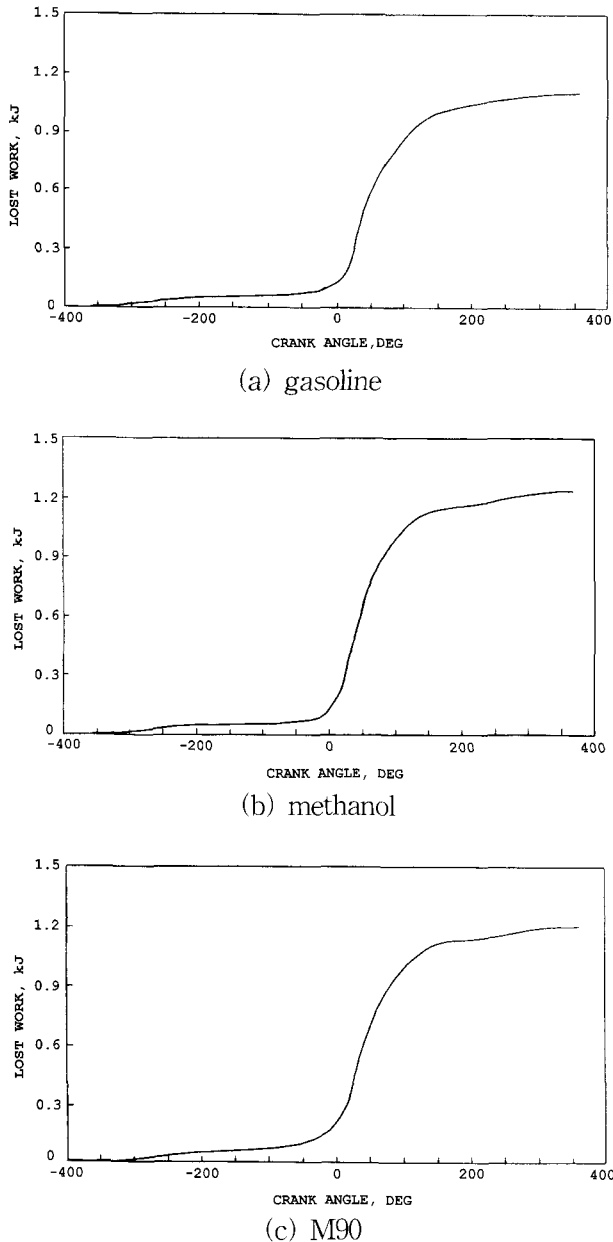 1.5
1.2
0.9
0.6
0.3
0
LOST WORK, kJ
-400 -200 0 200 400
CRANK ANGLE,DEG
(a) gasoline
1.5
1.2
0.9
0.6
0.3
0
LOST WORK, kJ
-400 -200 0 200 400
CRANK ANGLE, DEG
(b) methanol
1.5
1.2
0.9
0.6
0.3
0
LOST WORK, kJ
-400 -200 0 200 400
CRANK ANGLE, DEG
(c) M90